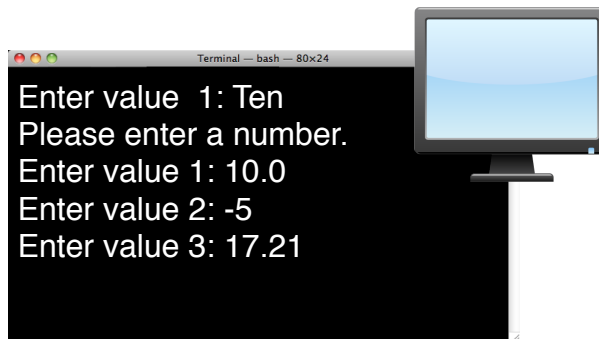 Terminal — bash — 80×24
Enter value  1: Ten
Please enter a number.
Enter value 1: 10.0
Enter value 2: -5
Enter value 3: 17.21